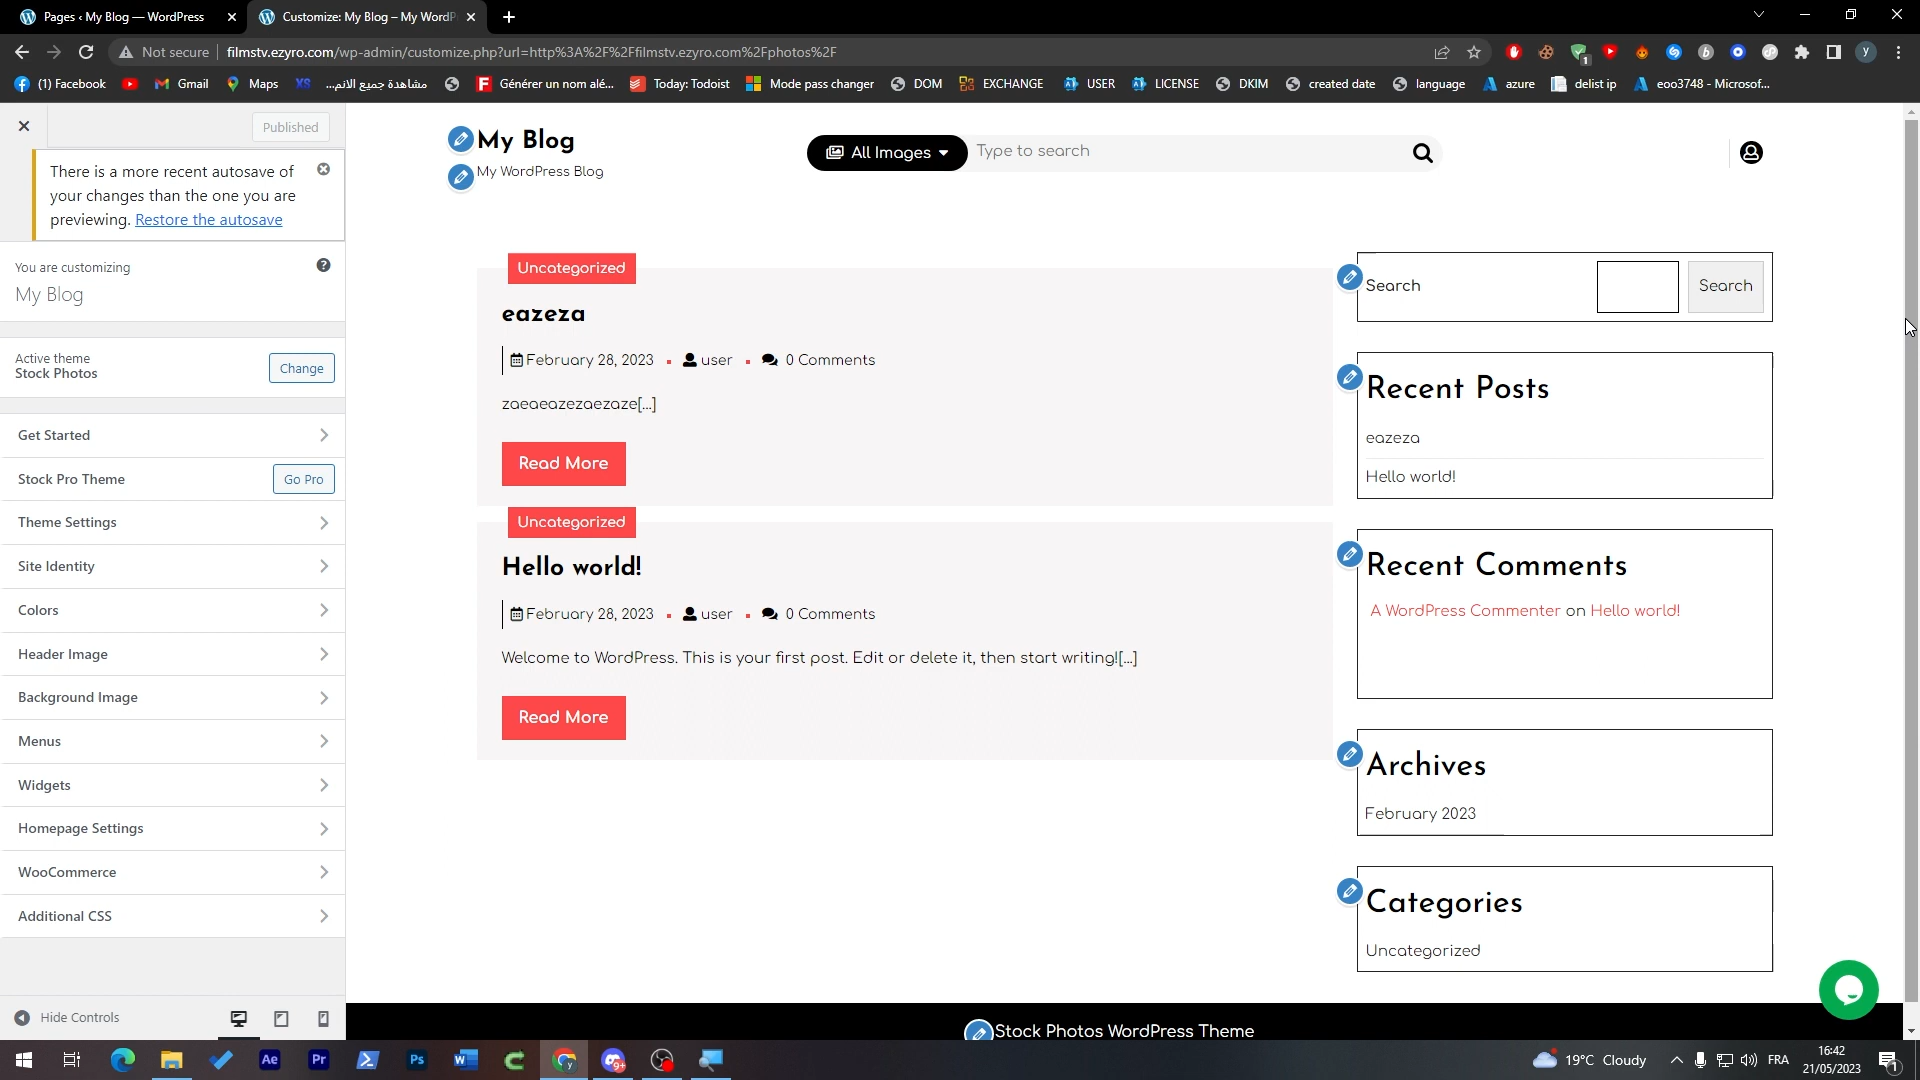 Pages ‹ My Blog — WordPress
Customize: My Blog – My WordP
Not secure
filmstv.ezyro.com/wp-admin/customize.php?url=http%3A%2F%2Ffilmstv.ezyro.com%2Fphotos%2F
(1) Facebook
Gmail
Maps
مشاهدة جميع الانم...
Générer un nom alé...
Today: Todoist
Mode pass changer
DOM
EXCHANGE
USER
LICENSE
DKIM
created date
language
azure
delist ip
eoo3748 - Microsof...
Published
There is a more recent autosave of
your changes than the one you are
previewing. Restore the autosave
You are customizing
My Blog
Active theme
Stock Photos
Change
Get Started
Stock Pro Theme
Go Pro
Theme Settings
Site Identity
Colors
Header Image
Background Image
Menus
Widgets
Homepage Settings
WooCommerce
Additional CSS
Hide Controls
My Blog
My WordPress Blog
All Images
Type to search
Uncategorized
eazeza
February 28, 2023
user
0 Comments
zaeaeazezaezaze[...]
Read More
Uncategorized
Hello world!
February 28, 2023
user
0 Comments
Welcome to WordPress. This is your first post. Edit or delete it, then start writing![...]
Read More
Search
Search
Recent Posts
eazeza
Hello world!
Recent Comments
A WordPress Commenter on Hello world!
Archives
February 2023
Categories
Uncategorized
Stock Photos WordPress Theme
19°C Cloudy
FRA
16:42
21/05/2023